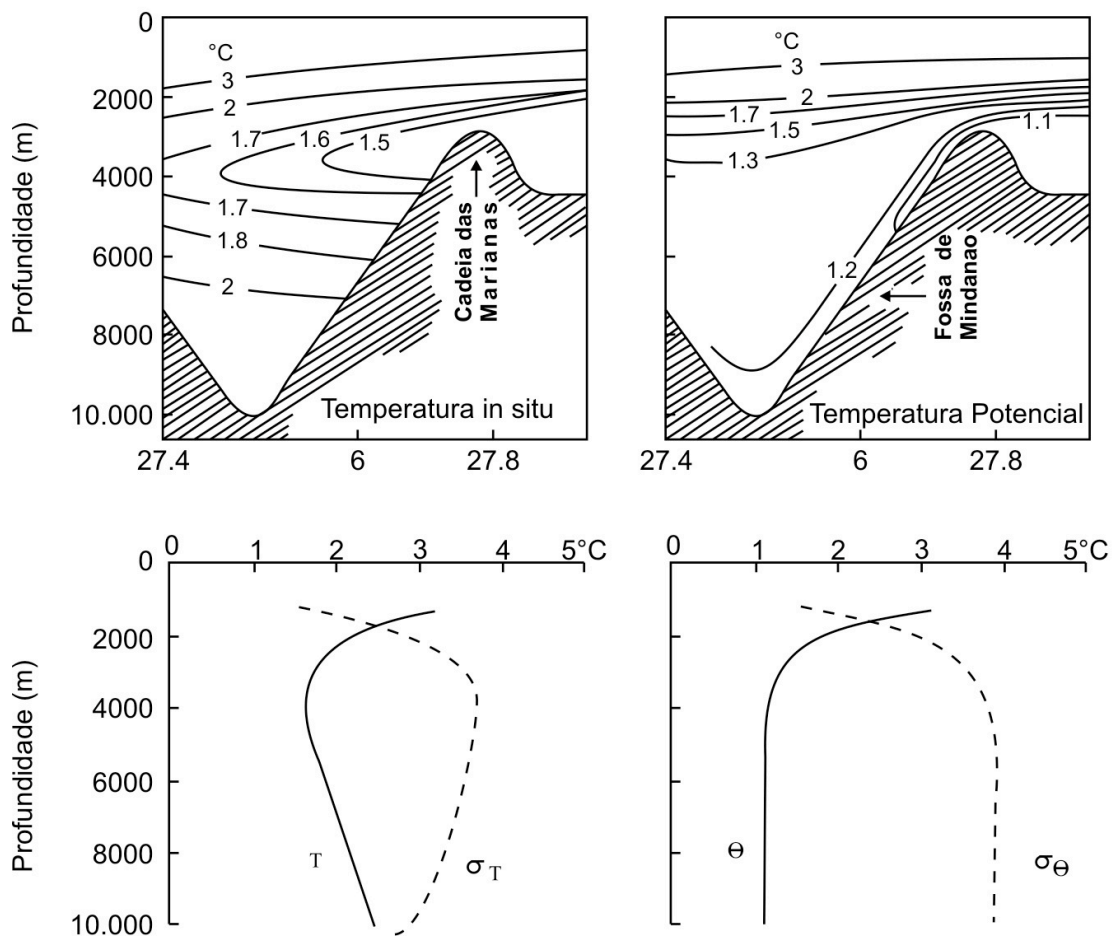 0
2000
4000
6000
8000
10.000
Profundidade (m)
°C
3
2
1.7
1.6
1.5
1.7
1.8
2
Cadeia das
Marianas
Temperatura in situ
27.4
6
27.8
°C
3
2
1.7
1.5
1.3
1.1
1.2
Fossa de
Mindanao
Temperatura Potencial
27.4
6
27.8
0 1 2 3 4 5°C
0
2000
4000
6000
8000
10.000
Profundidade (m)
T
σT
0 1 2 3 4 5°C
Θ
σΘ